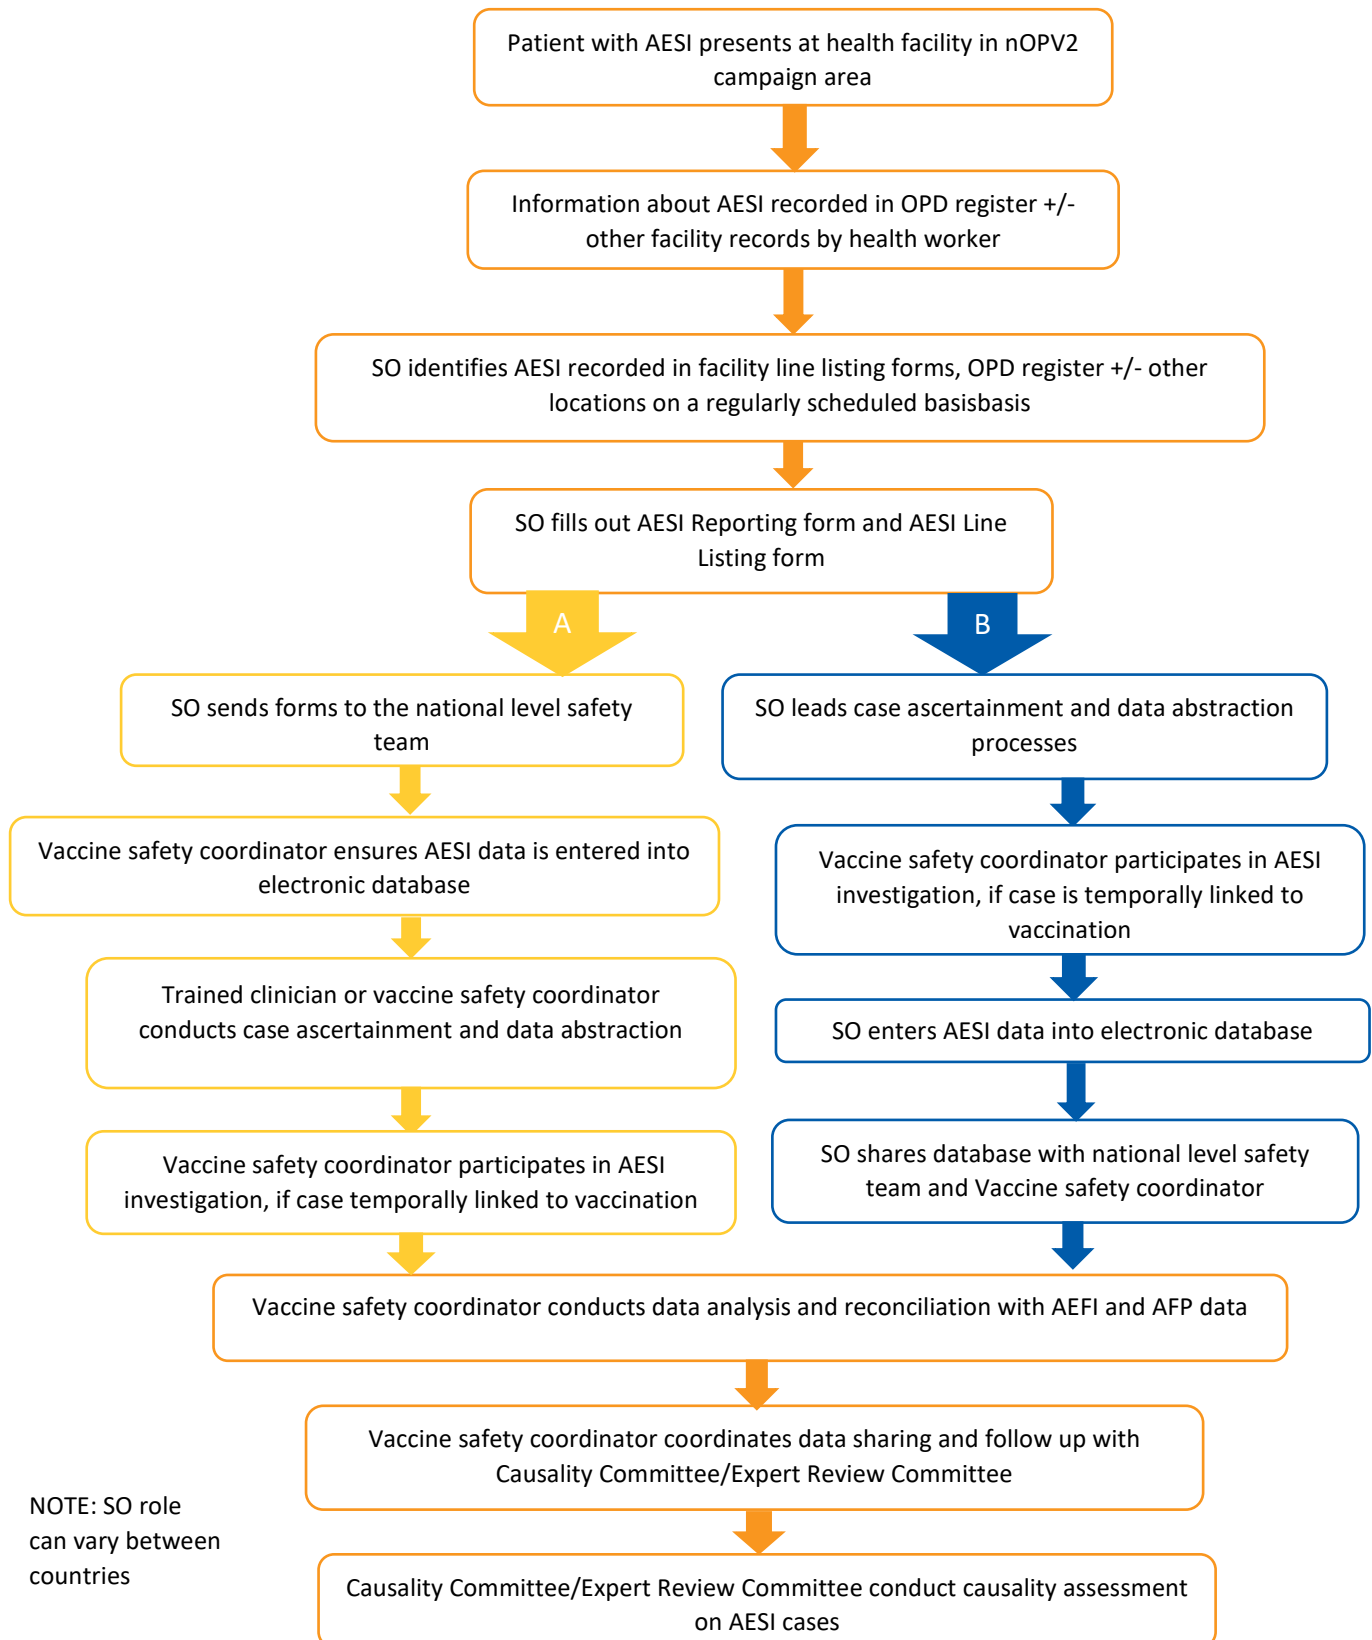 Patient with AESI presents at health facility in nOPV2
campaign area
Information about AESI recorded in OPD register +/-
other facility records by health worker
SO identifies AESI recorded in facility line listing forms, OPD register +/- other
locations on a regularly scheduled basisbasis
SO fills out AESI Reporting form and AESI Line
Listing form
A
SO sends forms to the national level safety
team
Vaccine safety coordinator ensures AESI data is entered into
electronic database
Trained clinician or vaccine safety coordinator
conducts case ascertainment and data abstraction
Vaccine safety coordinator participates in AESI
investigation, if case temporally linked to vaccination
B
SO leads case ascertainment and data abstraction
processes
Vaccine safety coordinator participates in AESI
investigation, if case is temporally linked to
vaccination
SO enters AESI data into electronic database
SO shares database with national level safety
team and Vaccine safety coordinator
Vaccine safety coordinator conducts data analysis and reconciliation with AEFI and AFP data
Vaccine safety coordinator coordinates data sharing and follow up with
Causality Committee/Expert Review Committee
Causality Committee/Expert Review Committee conduct causality assessment
on AESI cases
NOTE: SO role
can vary between
countries